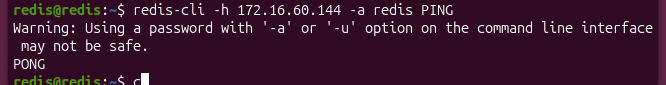 redis@redis:~$ redis-cli -h 172.16.60.144 -a redis PING
Warning: Using a password with '-a' or '-u' option on the command line interface
 may not be safe.
PONG
redis@redis:~$ c